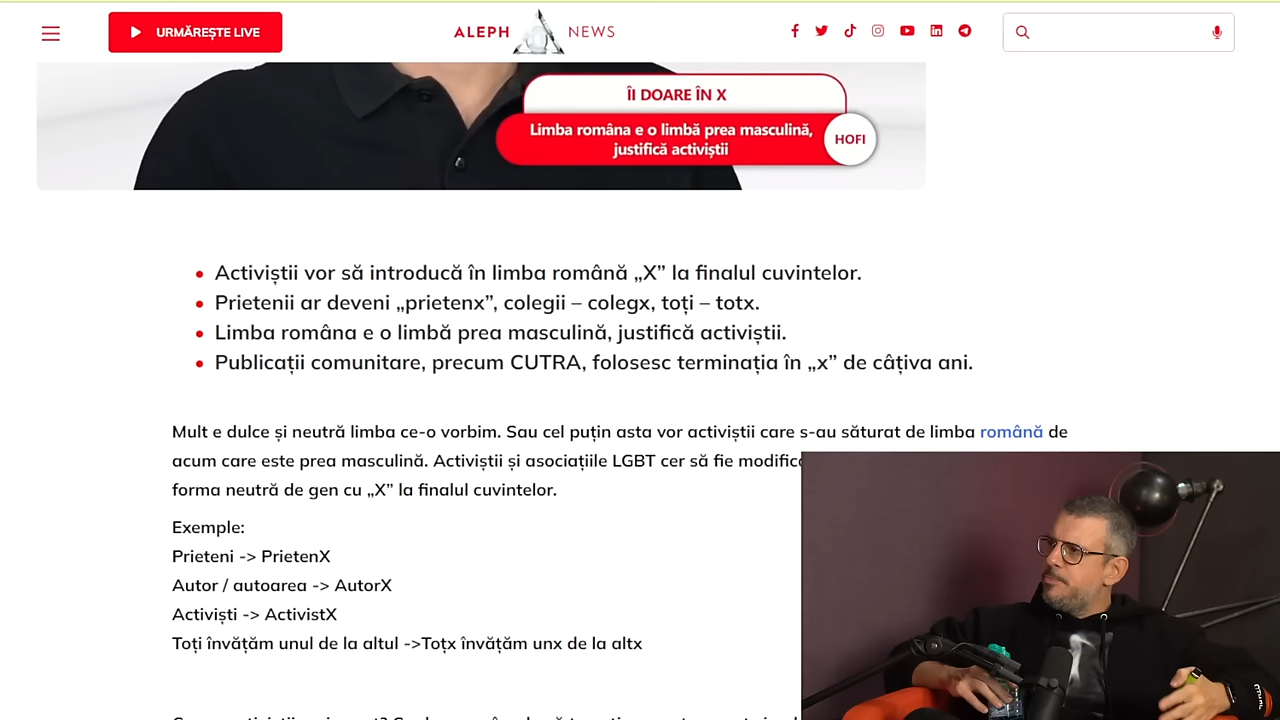 URMĂREȘTE LIVE
ALEPH NEWS
ÎI DOARE ÎN X
Limba româna e o limbă prea masculină,
justifică activiștii
HOFI
Activiștii vor să introducă în limba română „X” la finalul cuvintelor.
Prietenii ar deveni „prietenx”, colegii – colegx, toți – totx.
Limba româna e o limbă prea masculină, justifică activiștii.
Publicații comunitare, precum CUTRA, folosesc terminația în „x” de câțiva ani.
Mult e dulce și neutră limba ce-o vorbim. Sau cel puțin asta vor activiștii care s-au săturat de limba română de
acum care este prea masculină. Activiștii și asociațiile LGBT cer să fie
forma neutră de gen cu „X” la finalul cuvintelor.
Exemple:
Prieteni -> PrietenX
Autor / autoarea -> AutorX
Activiști -> ActivistX
Toți învățăm unul de la altul ->Toțx învățăm unx de la altx